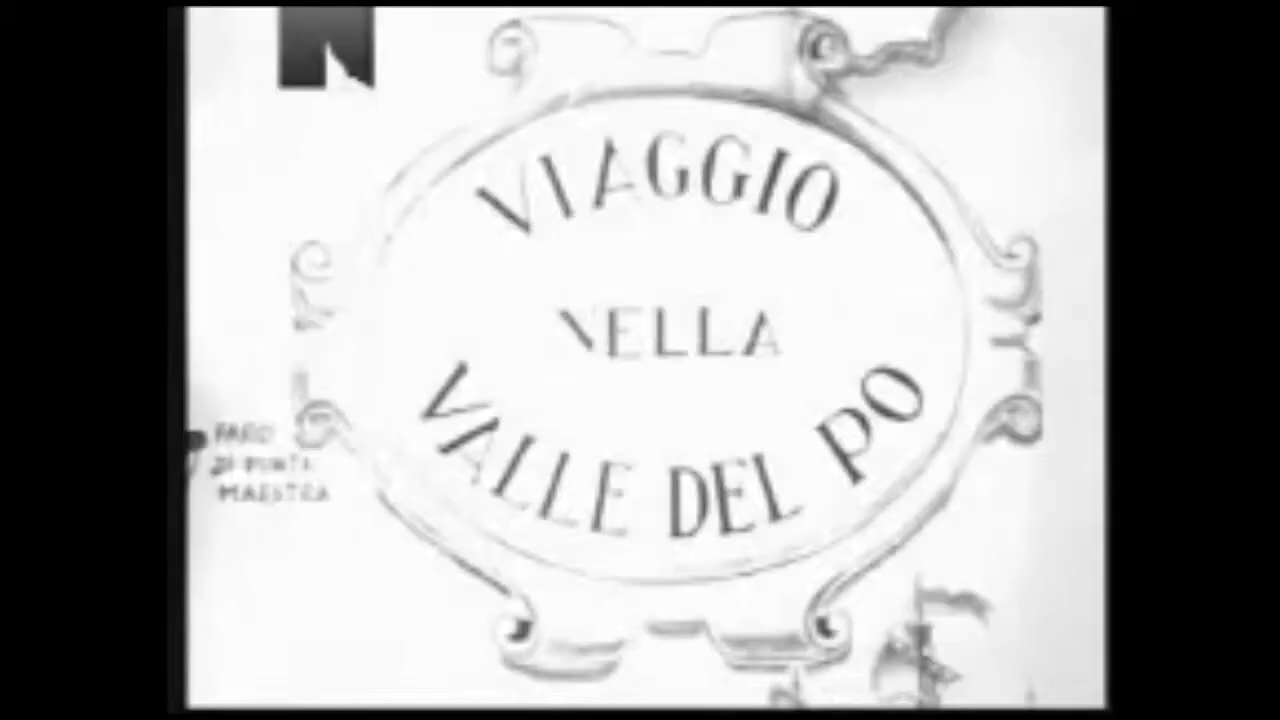 VIAGGIO
NELLA
VALLE DEL PO
FARO
DI PUNTA
MAESTRA